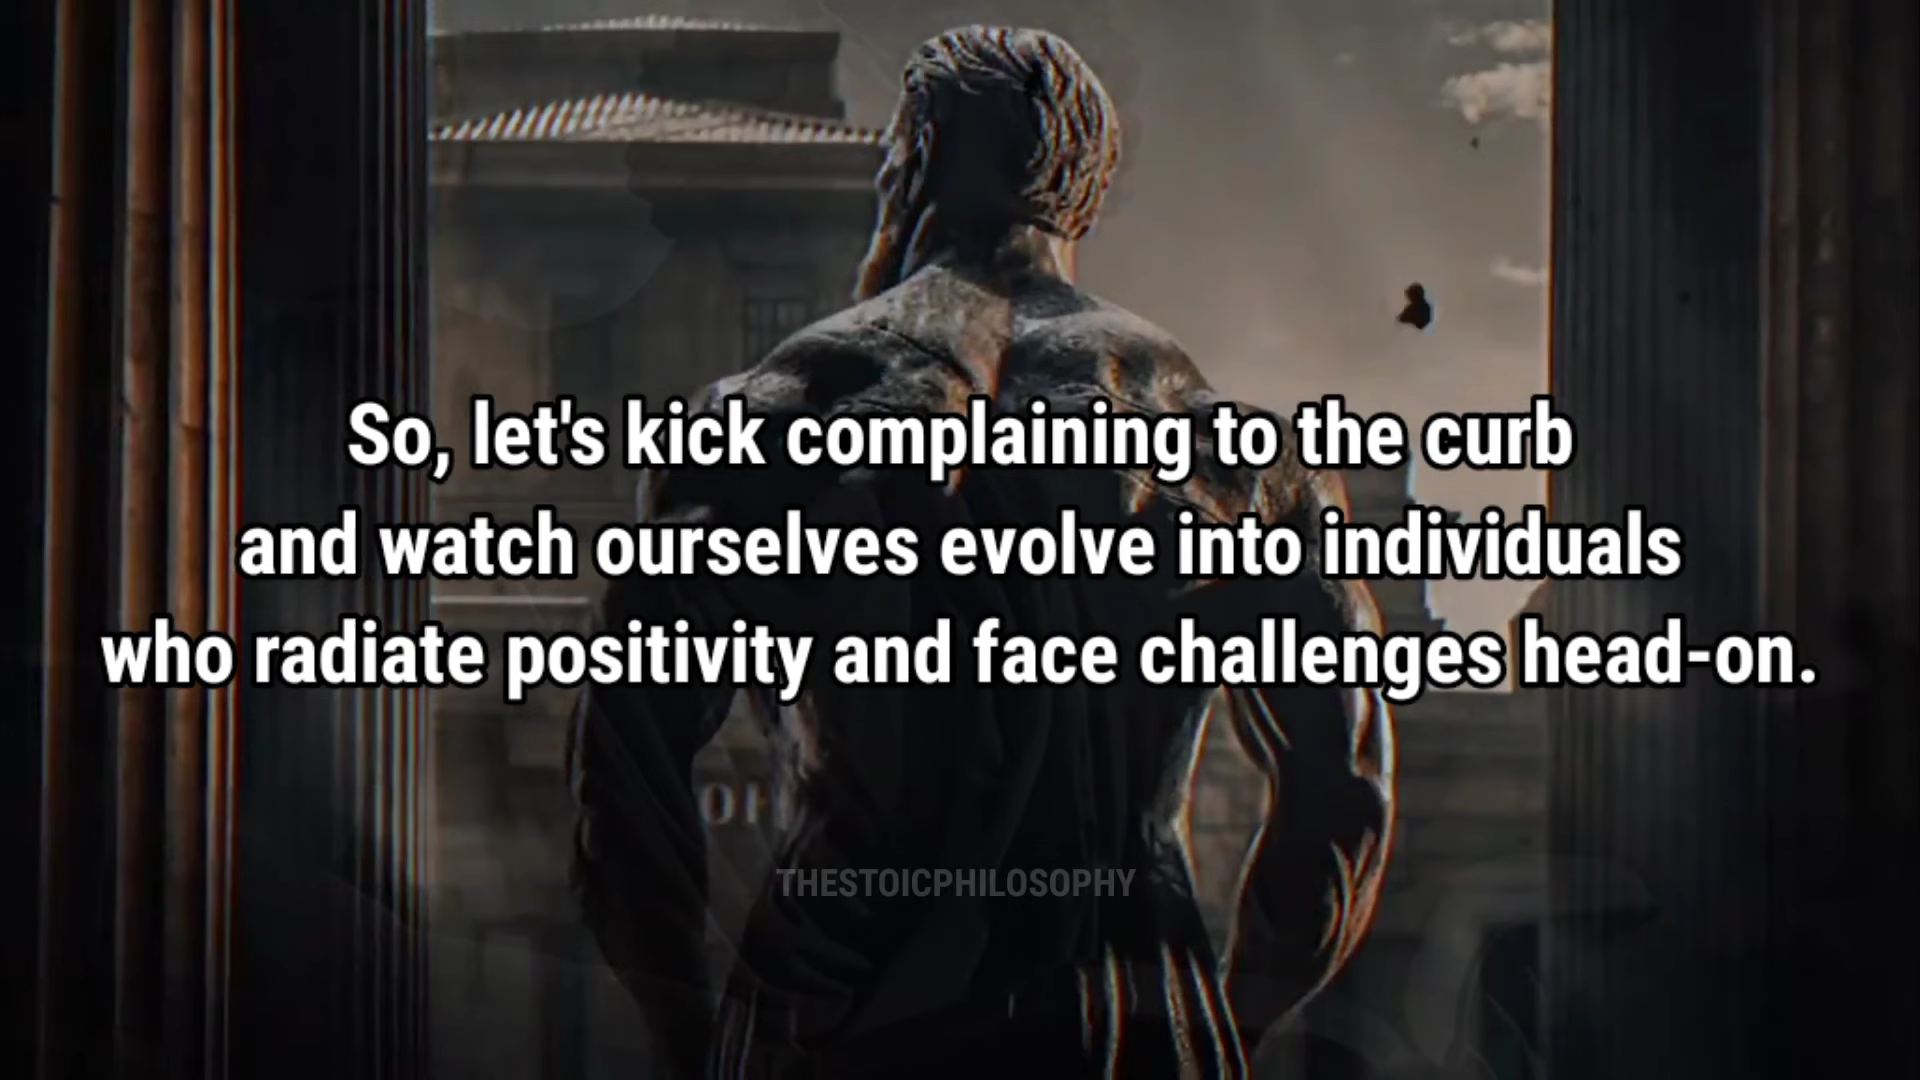 So, let's kick complaining to the curb
and watch ourselves evolve into individuals
who radiate positivity and face challenges head-on.
THESTOICPHILOSOPHY